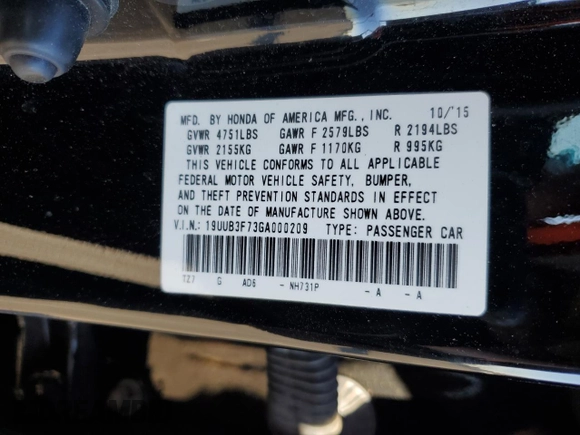 MFD. BY HONDA OF AMERICA MFG., INC. 10/'15
GVWR 4751LBS GAWR F 2579LBS R 2194LBS
GVWR 2155KG GAWR F 1170KG R 995KG
THIS VEHICLE CONFORMS TO ALL APPLICABLE
FEDERAL MOTOR VEHICLE SAFETY, BUMPER,
AND THEFT PREVENTION STANDARDS IN EFFECT
ON THE DATE OF MANUFACTURE SHOWN ABOVE.
V.I.N.: 19UUB3F73GA000209 TYPE: PASSENGER CAR
TZ7 G AD6 - NH731P - A - A